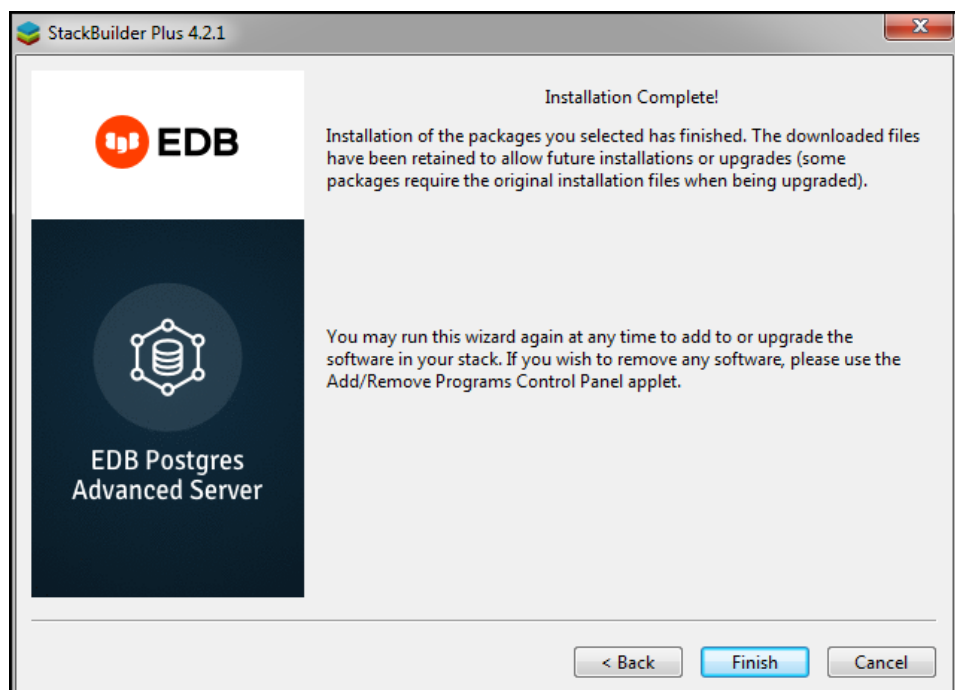 StackBuilder Plus 4.2.1
EDB
EDB Postgres
Advanced Server
Installation Complete!
Installation of the packages you selected has finished. The downloaded files
have been retained to allow future installations or upgrades (some
packages require the original installation files when being upgraded).
You may run this wizard again at any time to add to or upgrade the
software in your stack. If you wish to remove any software, please use the
Add/Remove Programs Control Panel applet.
< Back
Finish
Cancel